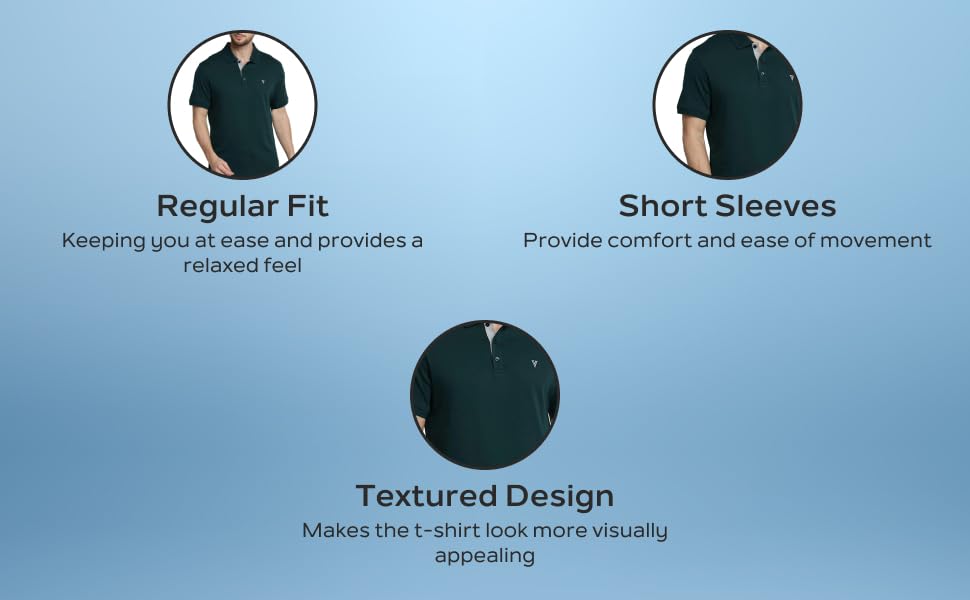 Regular Fit
Keeping you at ease and provides a
relaxed feel
Short Sleeves
Provide comfort and ease of movement
Textured Design
Makes the t-shirt look more visually
appealing